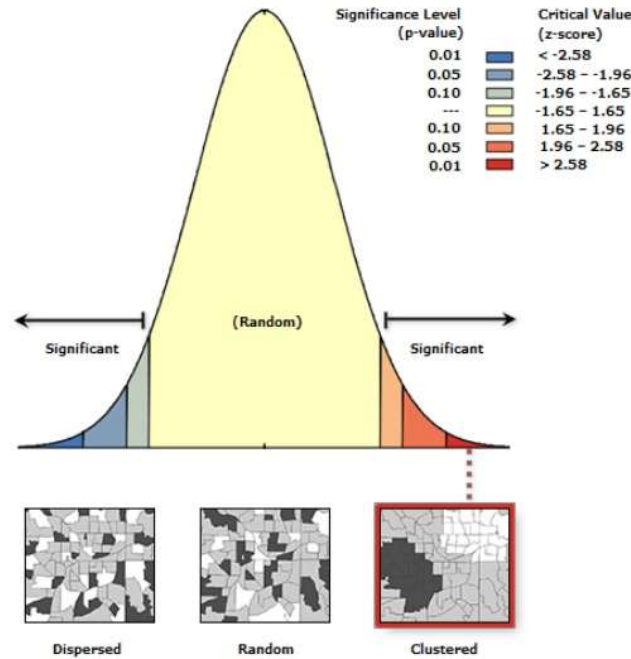 Significance Level Critical Value
(p-value) (z-score)
0.01 < -2.58
0.05 -2.58 – -1.96
0.10 -1.96 – -1.65
--- -1.65 – 1.65
0.10 1.65 – 1.96
0.05 1.96 – 2.58
0.01 > 2.58
(Random)
Significant Significant
Dispersed Random Clustered